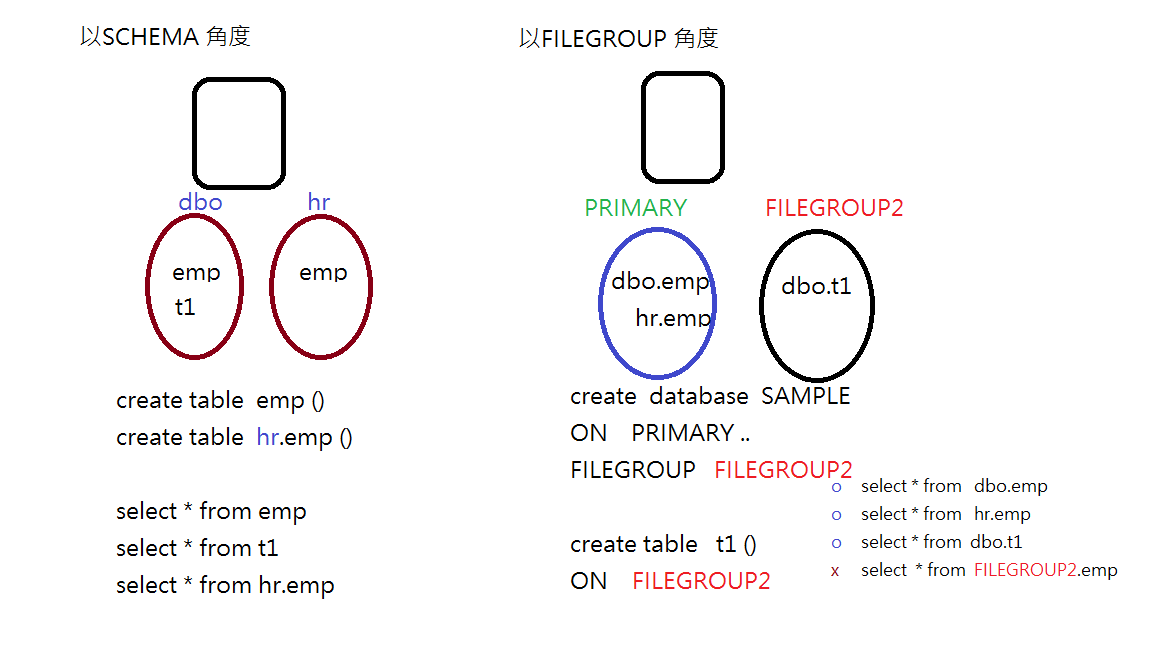 以SCHEMA 角度
dbo hr
emp emp
t1
create table emp ()
create table hr.emp ()
select * from emp
select * from t1
select * from hr.emp
以FILEGROUP 角度
PRIMARY FILEGROUP2
dbo.emp dbo.t1
hr.emp
create database SAMPLE
ON PRIMARY ..
FILEGROUP FILEGROUP2
create table t1 ()
ON FILEGROUP2
o select * from dbo.emp
o select * from hr.emp
o select * from dbo.t1
x select * from FILEGROUP2.emp